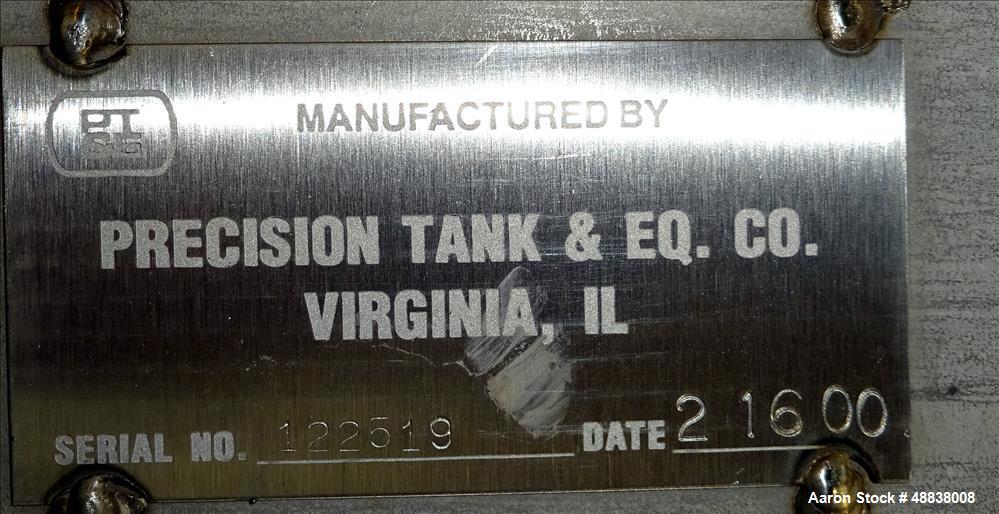 MANUFACTURED BY
PRECISION TANK & EQ. CO.
VIRGINIA, IL
SERIAL NO. 122519 DATE 2 16 00
Aaron Stock # 48838008